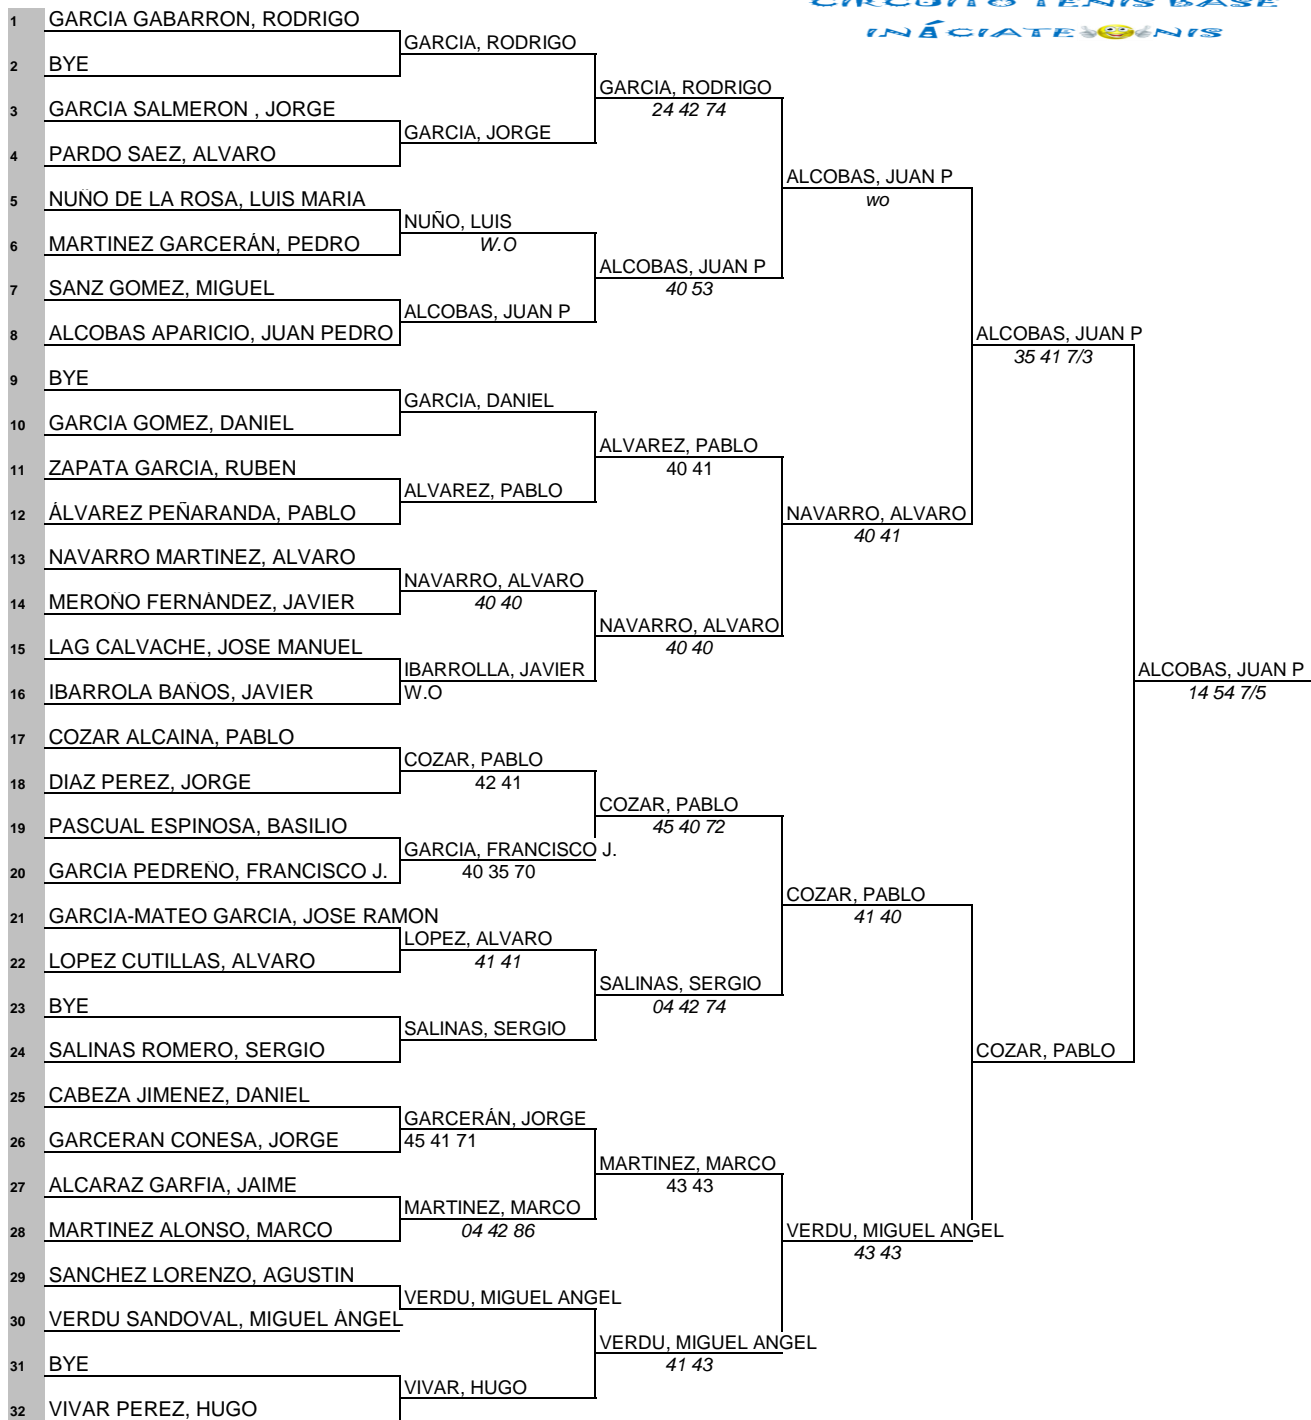 CIRCUITO TENIS BASE
INÁCIATE NIS
1 GARCIA GABARRON, RODRIGO
GARCIA, RODRIGO
2 BYE
GARCIA, RODRIGO
24 42 74
3 GARCIA SALMERON , JORGE
GARCIA, JORGE
4 PARDO SAEZ, ALVARO
ALCOBAS, JUAN P
wo
5 NUÑO DE LA ROSA, LUIS MARIA
NUÑO, LUIS
W.O
6 MARTINEZ GARCERÁN, PEDRO
ALCOBAS, JUAN P
40 53
7 SANZ GOMEZ, MIGUEL
ALCOBAS, JUAN P
8 ALCOBAS APARICIO, JUAN PEDRO
ALCOBAS, JUAN P
35 41 7/3
9 BYE
GARCIA, DANIEL
10 GARCIA GOMEZ, DANIEL
ALVAREZ, PABLO
40 41
11 ZAPATA GARCIA, RUBEN
ALVAREZ, PABLO
12 ÁLVAREZ PEÑARANDA, PABLO
NAVARRO, ALVARO
40 41
13 NAVARRO MARTINEZ, ALVARO
NAVARRO, ALVARO
40 40
14 MEROÑO FERNÁNDEZ, JAVIER
NAVARRO, ALVARO
40 40
15 LAG CALVACHE, JOSE MANUEL
IBARROLLA, JAVIER
W.O
16 IBARROLA BAÑOS, JAVIER
ALCOBAS, JUAN P
14 54 7/5
17 COZAR ALCAINA, PABLO
COZAR, PABLO
42 41
18 DIAZ PEREZ, JORGE
COZAR, PABLO
45 40 72
19 PASCUAL ESPINOSA, BASILIO
GARCIA, FRANCISCO J.
40 35 70
20 GARCIA PEDREÑO, FRANCISCO J.
COZAR, PABLO
41 40
21 GARCIA-MATEO GARCIA, JOSE RAMON
LOPEZ, ALVARO
41 41
22 LOPEZ CUTILLAS, ALVARO
SALINAS, SERGIO
04 42 74
23 BYE
SALINAS, SERGIO
24 SALINAS ROMERO, SERGIO
COZAR, PABLO
25 CABEZA JIMENEZ, DANIEL
GARCERÁN, JORGE
45 41 71
26 GARCERAN CONESA, JORGE
MARTINEZ, MARCO
43 43
27 ALCARAZ GARFIA, JAIME
MARTINEZ, MARCO
04 42 86
28 MARTINEZ ALONSO, MARCO
VERDU, MIGUEL ANGEL
43 43
29 SANCHEZ LORENZO, AGUSTIN
VERDU, MIGUEL ANGEL
30 VERDU SANDOVAL, MIGUEL ÁNGEL
VERDU, MIGUEL ANGEL
41 43
31 BYE
VIVAR, HUGO
32 VIVAR PEREZ, HUGO